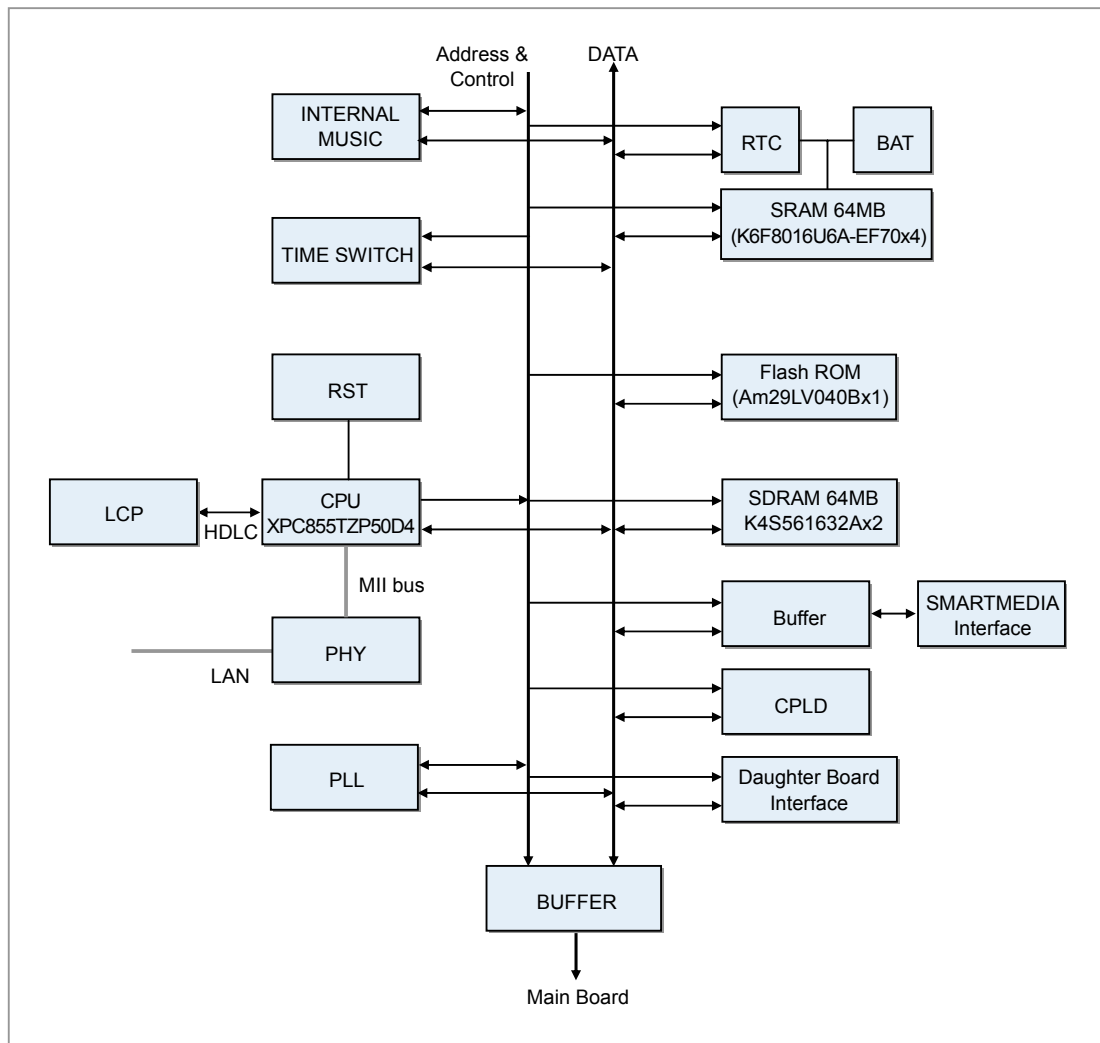 Address &
Control
DATA
INTERNAL
MUSIC
RTC
BAT
SRAM 64MB
(K6F8016U6A-EF70x4)
TIME SWITCH
RST
Flash ROM
(Am29LV040Bx1)
LCP
HDLC
CPU
XPC855TZP50D4
SDRAM 64MB
K4S561632Ax2
MII bus
Buffer
SMARTMEDIA
Interface
PHY
LAN
CPLD
PLL
Daughter Board
Interface
BUFFER
Main Board